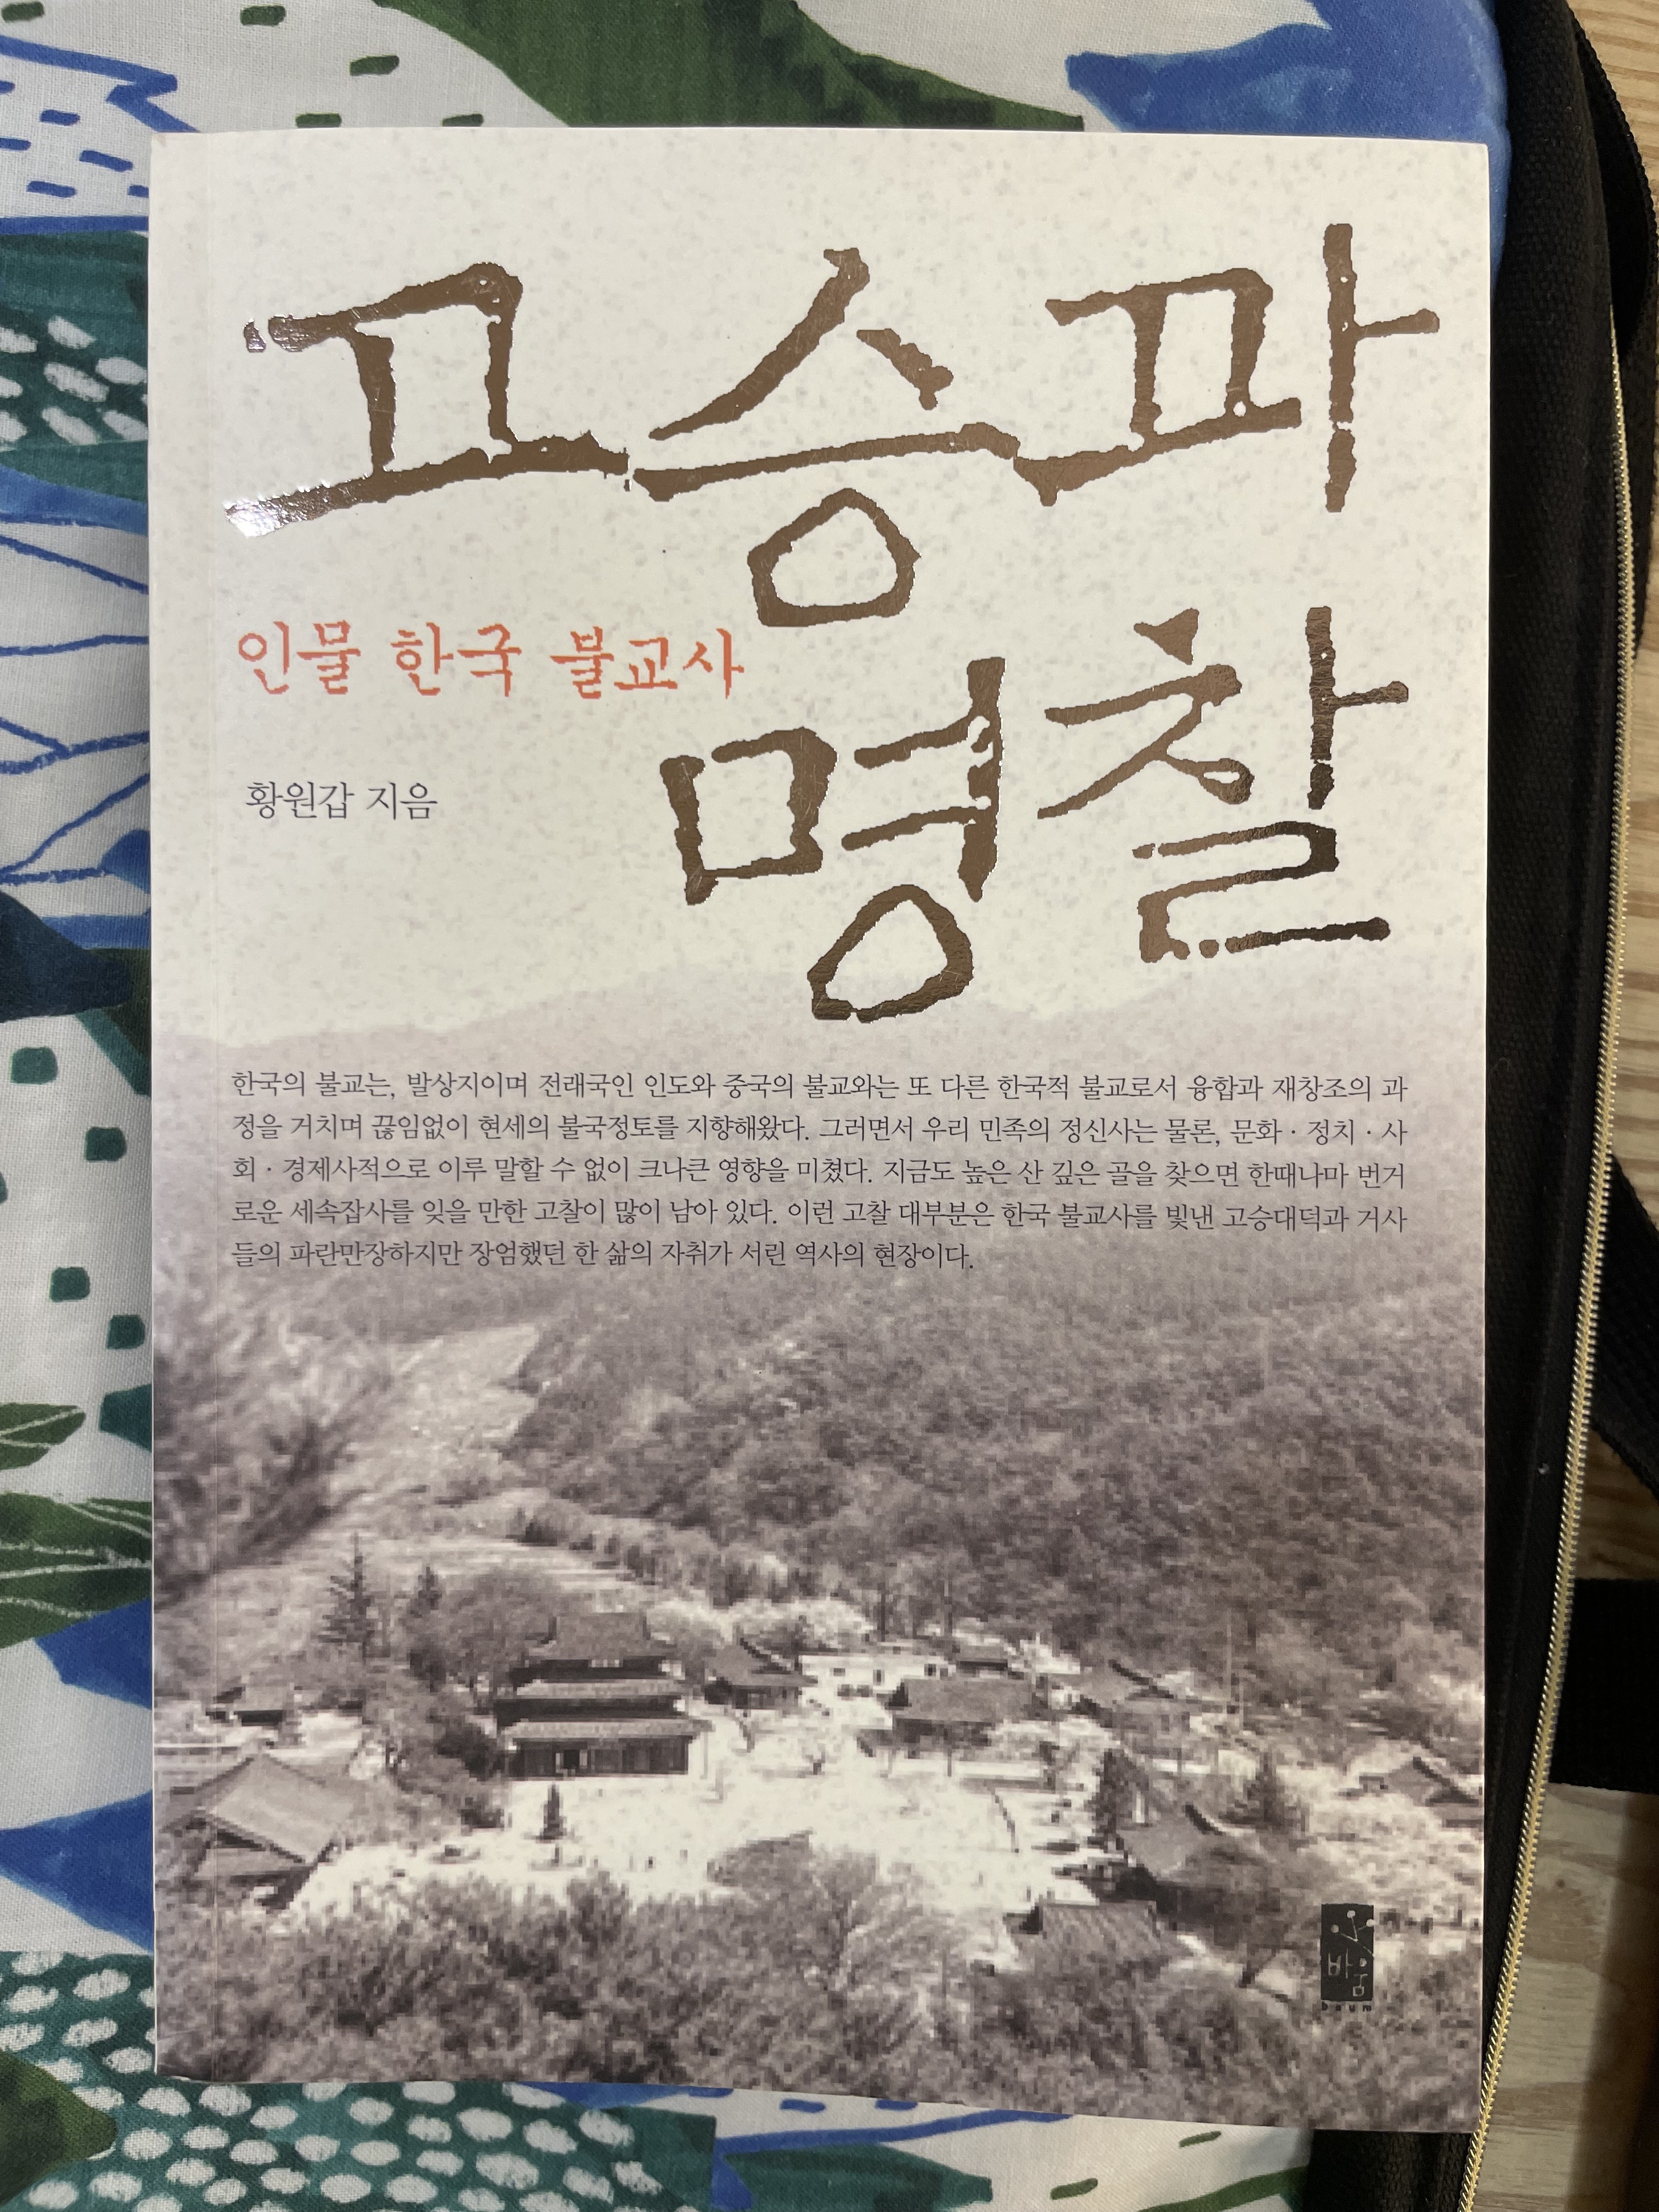 고승과
명찰
인물 한국 불교사
황원갑 지음
한국의 불교는, 발상지이며 전래국인 인도와 중국의 불교와는 또 다른 한국적 불교로서 융합과 재창조의 과
정을 거치며 끊임없이 현세의 불국정토를 지향해왔다. 그러면서 우리 민족의 정신사는 물론, 문화 · 정치 · 사
회 · 경제사적으로 이루 말할 수 없이 크나큰 영향을 미쳤다. 지금도 높은 산 깊은 골을 찾으면 한때나마 번거
로운 세속잡사를 잊을 만한 고찰이 많이 남아 있다. 이런 고찰 대부분은 한국 불교사를 빛낸 고승대덕과 거사
들의 파란만장하지만 장엄했던 한 삶의 자취가 서린 역사의 현장이다.
바움
baum